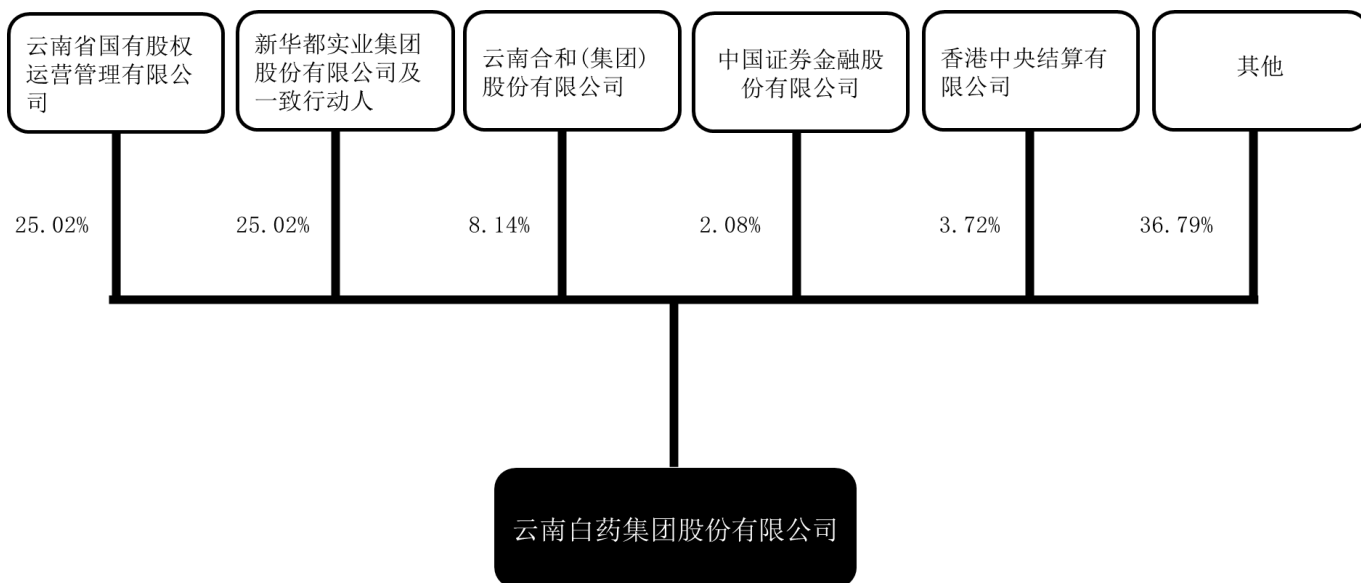 云南省国有股权
运营管理有限公
司
新华都实业集团
股份有限公司及
一致行动人
云南合和(集团)
股份有限公司
中国证券金融股
份有限公司
香港中央结算有
限公司
其他
25.02%
25.02%
8.14%
2.08%
3.72%
36.79%
云南白药集团股份有限公司